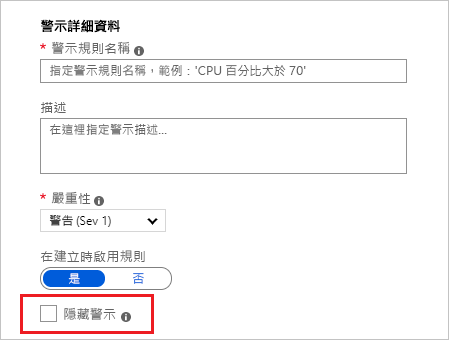 警示詳細資料
* 警示規則名稱
指定警示規則名稱，範例：'CPU 百分比大於 70'
描述
在這裡指定警示描述...
* 嚴重性
警告 (Sev 1)
在建立時啟用規則
是 否
隱藏警示